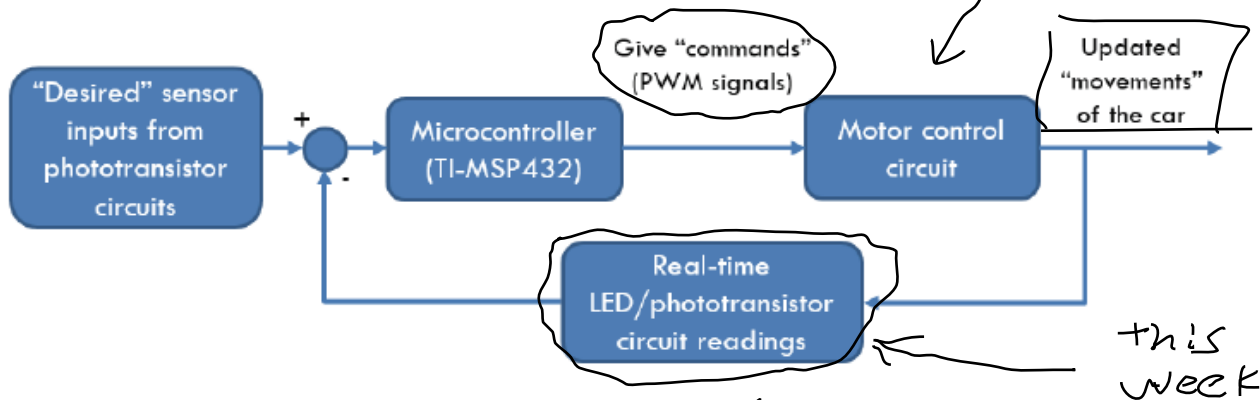 "Desired" sensor
inputs from
phototransistor
circuits
+
-
Microcontroller
(TI-MSP432)
Give "commands"
(PWM signals)
Motor control
circuit
Updated
"movements"
of the car
Real-time
LED/phototransistor
circuit readings
this
week